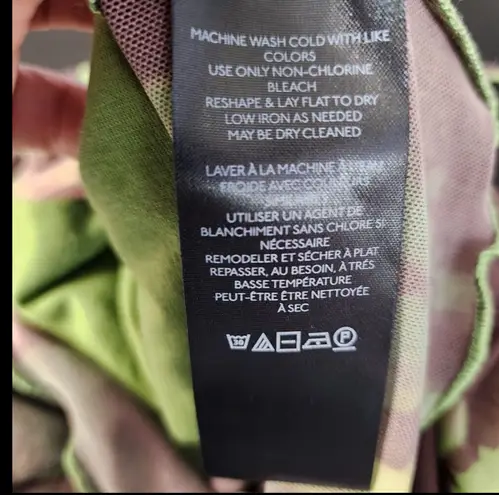 MACHINE WASH COLD WITH LIKE
COLORS
USE ONLY NON-CHLORINE
BLEACH
RESHAPE & LAY FLAT TO DRY
LOW IRON AS NEEDED
MAY BE DRY CLEANED
LAVER À LA MACHINE À L'EAU
FROIDE AVEC COULEURS
SIMILAIRES
UTILISER UN AGENT DE
BLANCHIMENT SANS CHLORE SI
NÉCESSAIRE
REMODELER ET SÉCHER À PLAT
REPASSER, AU BESOIN, À TRÈS
BASSE TEMPÉRATURE
PEUT-ÊTRE ÊTRE NETTOYÉE
À SEC
30 P